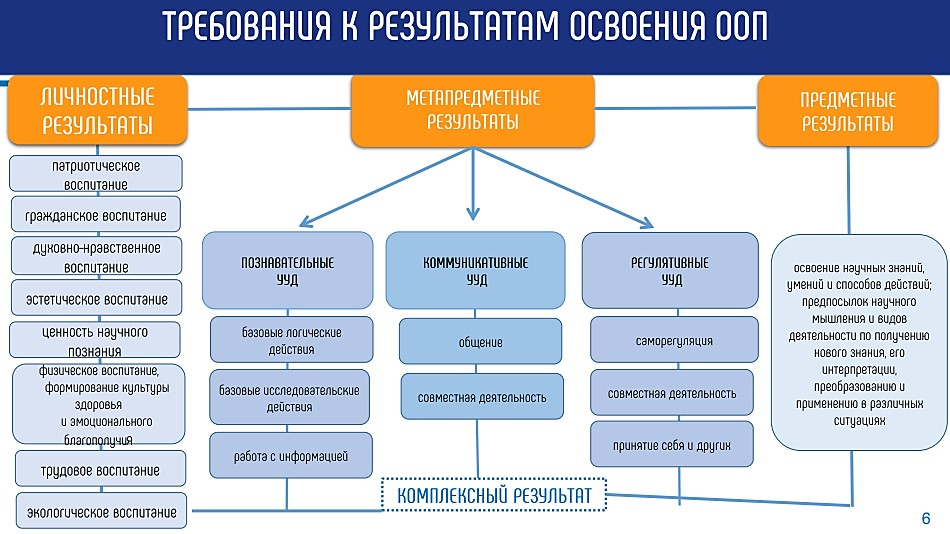 ТРЕБОВАНИЯ К РЕЗУЛЬТАТАМ ОСВОЕНИЯ ООП
ЛИЧНОСТНЫЕ
РЕЗУЛЬТАТЫ
патриотическое
воспитание
гражданское воспитание
духовно-нравственное
воспитание
эстетическое воспитание
ценность научного
познания
физическое воспитание,
формирование культуры
здоровья
и эмоционального
благополучия
трудовое воспитание
экологическое воспитание
МЕТАПРЕДМЕТНЫЕ
РЕЗУЛЬТАТЫ
ПОЗНАВАТЕЛЬНЫЕ
УУД
базовые логические
действия
базовые исследовательские
действия
работа с информацией
КОММУНИКАТИВНЫЕ
УУД
общение
совместная деятельность
РЕГУЛЯТИВНЫЕ
УУД
саморегуляция
совместная деятельность
принятие себя и других
ПРЕДМЕТНЫЕ
РЕЗУЛЬТАТЫ
освоение научных знаний,
умений и способов действий;
предпосылок научного
мышления и видов
деятельности по получению
нового знания, его
интерпретации,
преобразованию и
применению в различных
ситуациях
КОМПЛЕКСНЫЙ РЕЗУЛЬТАТ
6